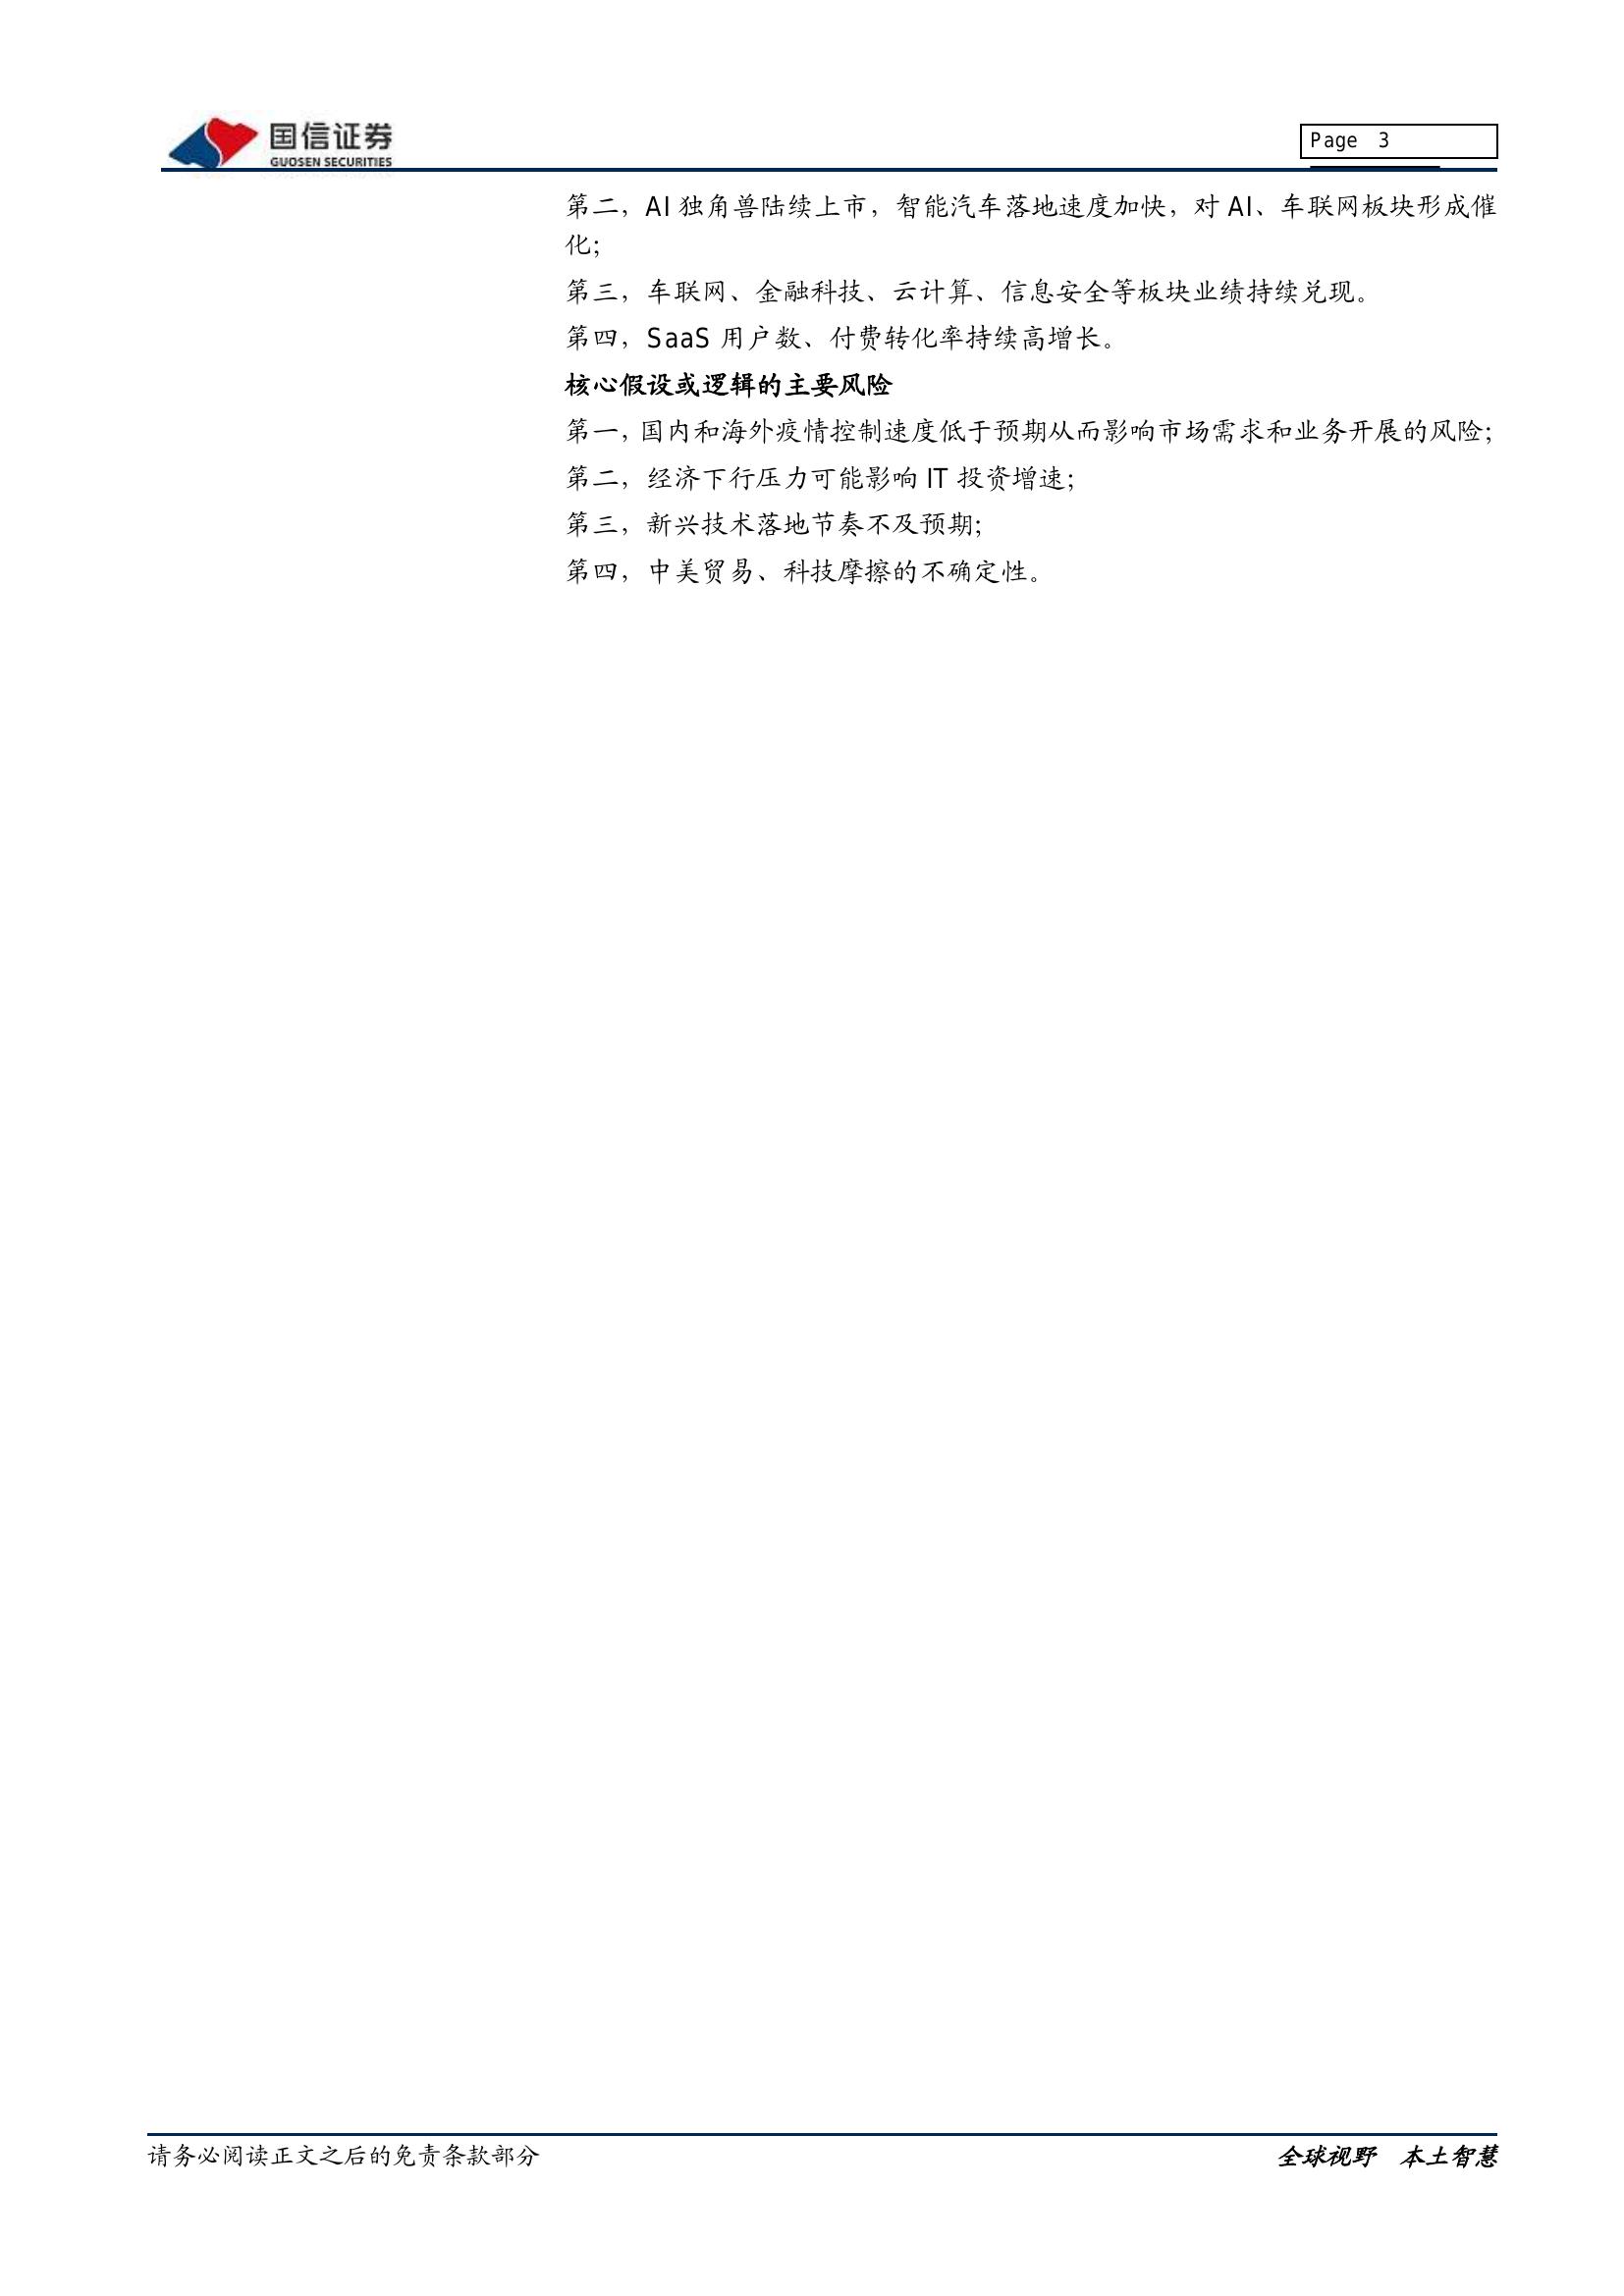 国信证券
GUOSEN SECURITIES
Page 3
第二，AI 独角兽陆续上市，智能汽车落地速度加快，对 AI、车联网板块形成催
化；
第三，车联网、金融科技、云计算、信息安全等板块业绩持续兑现。
第四，SaaS 用户数、付费转化率持续高增长。
核心假设或逻辑的主要风险
第一，国内和海外疫情控制速度低于预期从而影响市场需求和业务开展的风险；
第二，经济下行压力可能影响 IT 投资增速；
第三，新兴技术落地节奏不及预期；
第四，中美贸易、科技摩擦的不确定性。
请务必阅读正文之后的免责条款部分
全球视野 本土智慧